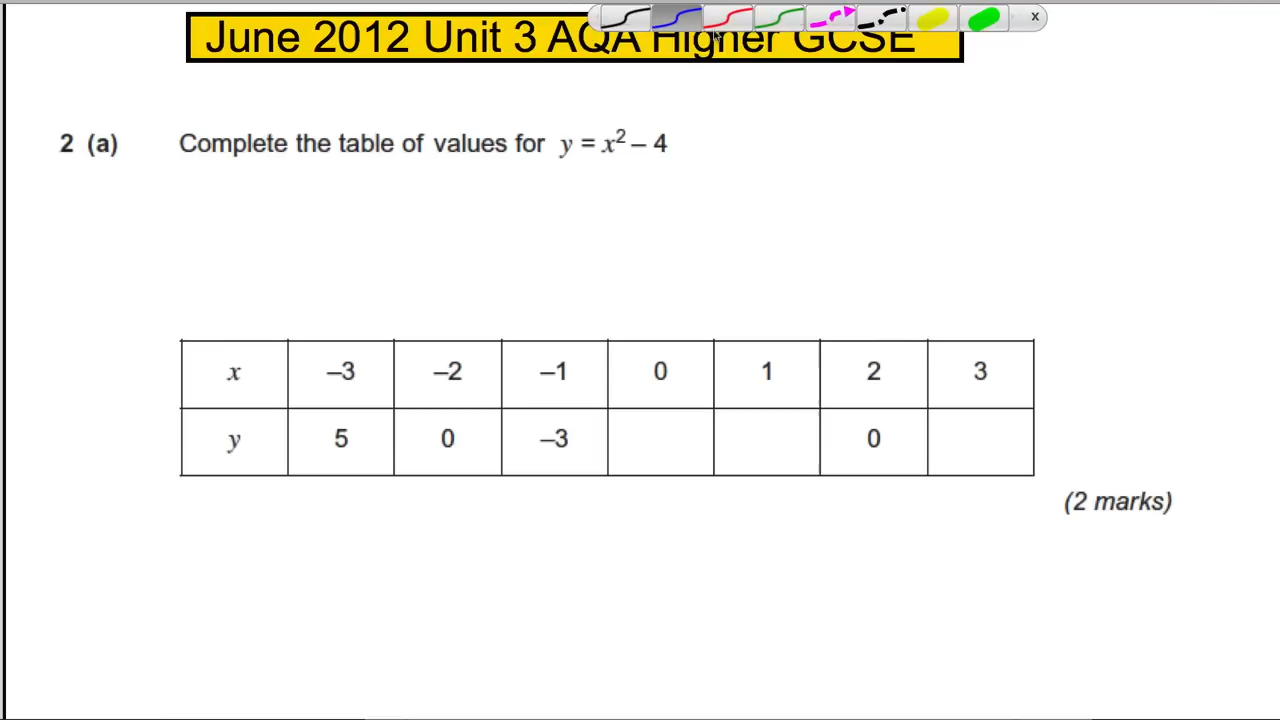 June 2012 Unit 3 AQA Higher GCSE
x
2 (a) Complete the table of values for y = x² – 4
x –3 –2 –1 0 1 2 3
y 5 0 –3 0
(2 marks)